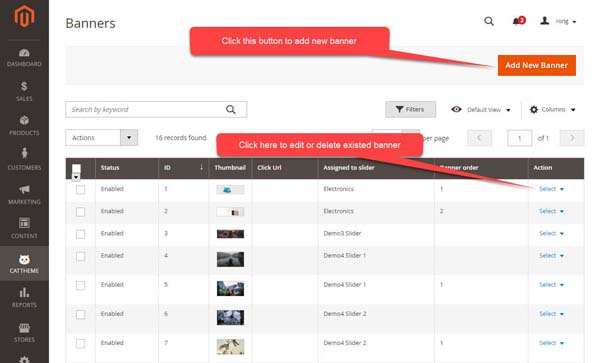 Banners
3
rong
Click this button to add new banner
Add New Banner
Search by keyword
Filters
Default View
Columns
Actions
16 records found
per page
1
of 1
Click here to edit or delete existed banner
Status ID Thumbnail Click Url Assigned to slider Banner order Action
Enabled 1 Electronics 1 Select
Enabled 2 Electronics 2 Select
Enabled 3 Demo3 Slider Select
Enabled 4 Demo4 Slider 1 Select
Enabled 5 Demo4 Slider 1 1 Select
Enabled 6 Demo4 Slider 2 Select
Enabled 7 Demo4 Slider 2 1 Select
DASHBOARD
SALES
PRODUCTS
CUSTOMERS
MARKETING
CONTENT
CATTHEME
REPORTS
STORES